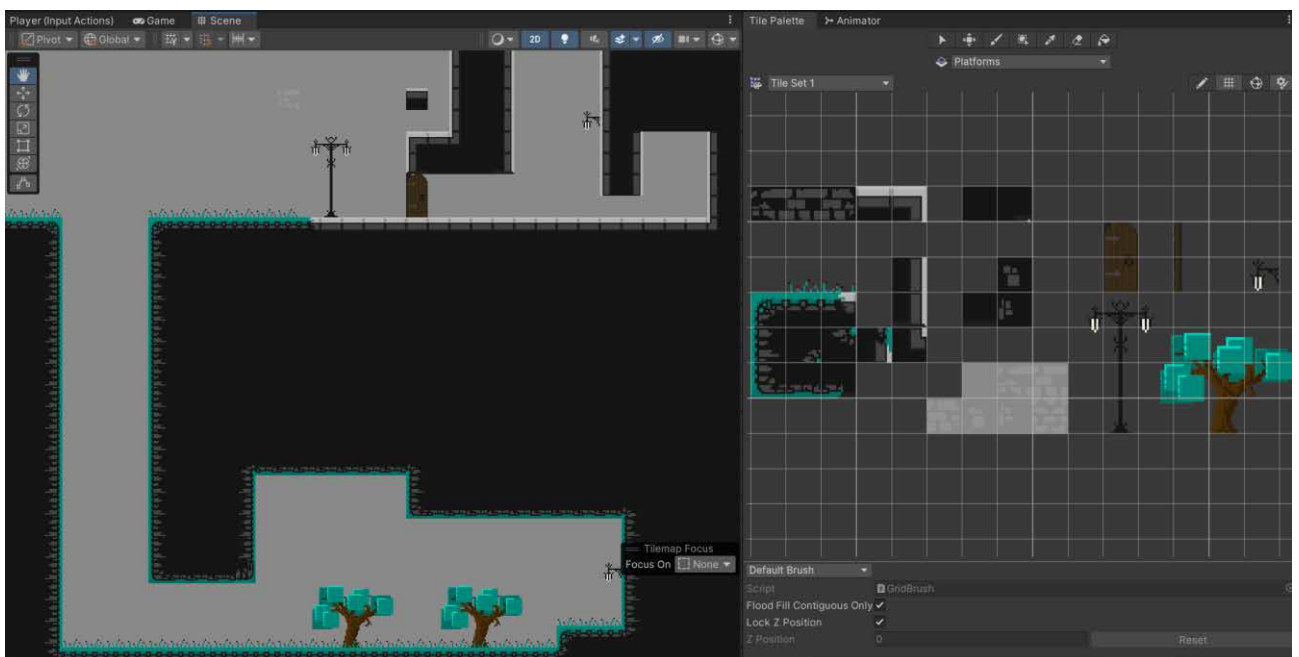 Player (Input Actions) Game Scene
Pivot Global
2D
Tilemap Focus
Focus On None
Tile Palette Animator
Platforms
Tile Set 1
Default Brush
Script GridBrush
Flood Fill Contiguous Only
Lock Z Position
Z Position 0 Reset